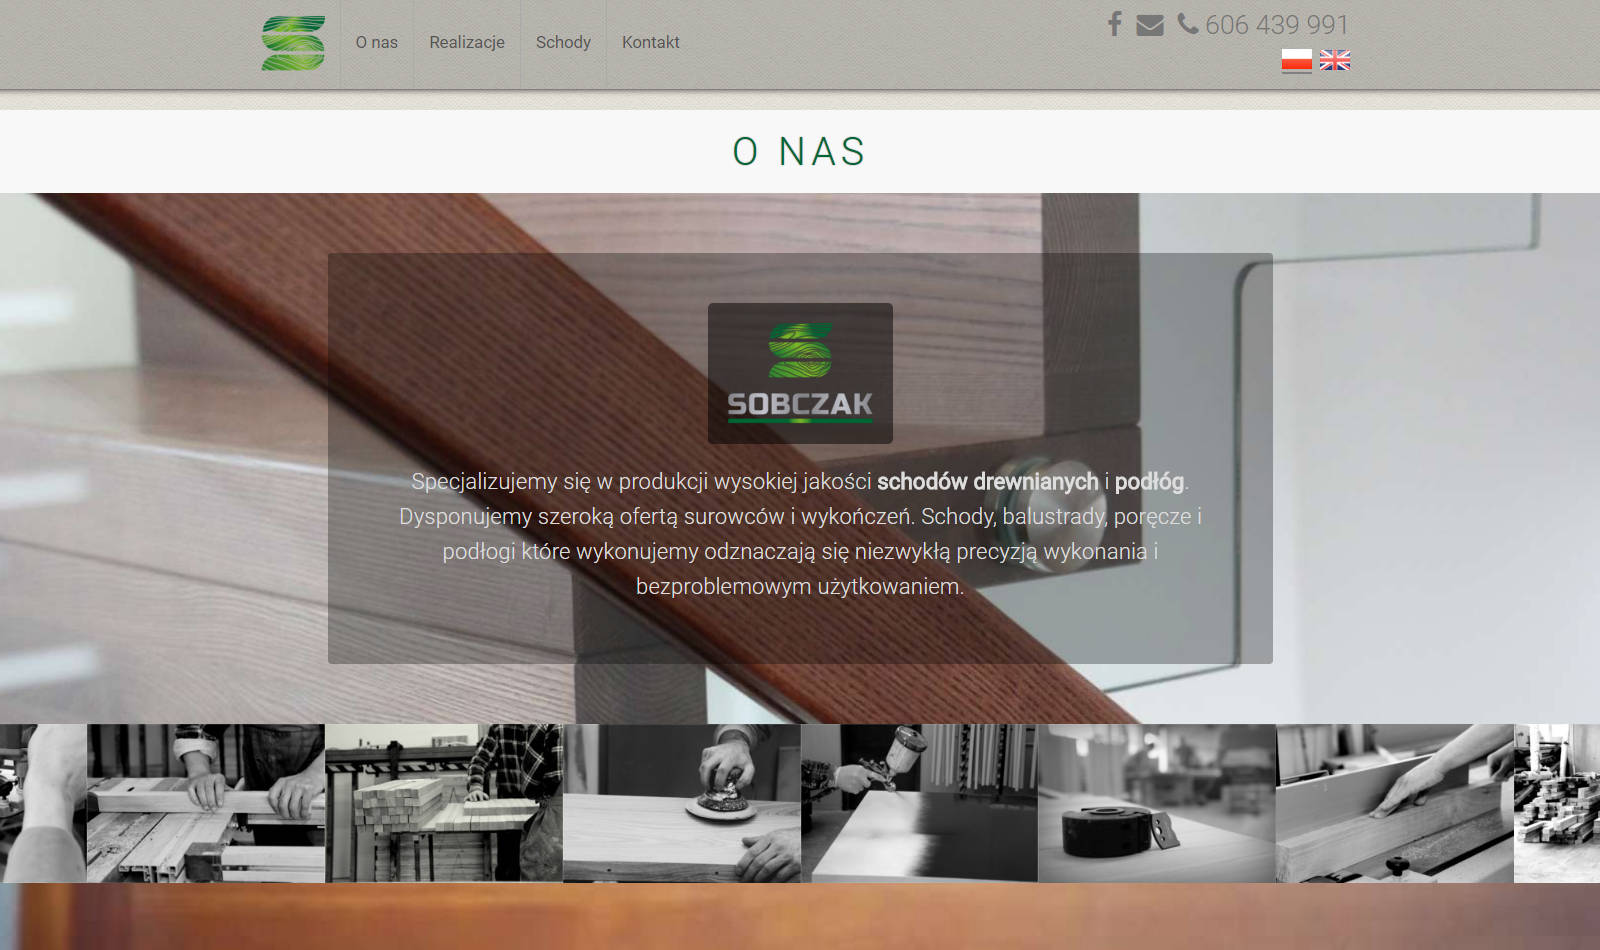 O nas
Realizacje
Schody
Kontakt
606 439 991
O NAS
SOBCZAK
Specjalizujemy się w produkcji wysokiej jakości schodów drewnianych i podłóg.
Dysponujemy szeroką ofertą surowców i wykończeń. Schody, balustrady, poręcze i
podłogi które wykonujemy odznaczają się niezwykłą precyzją wykonania i
bezproblemowym użytkowaniem.